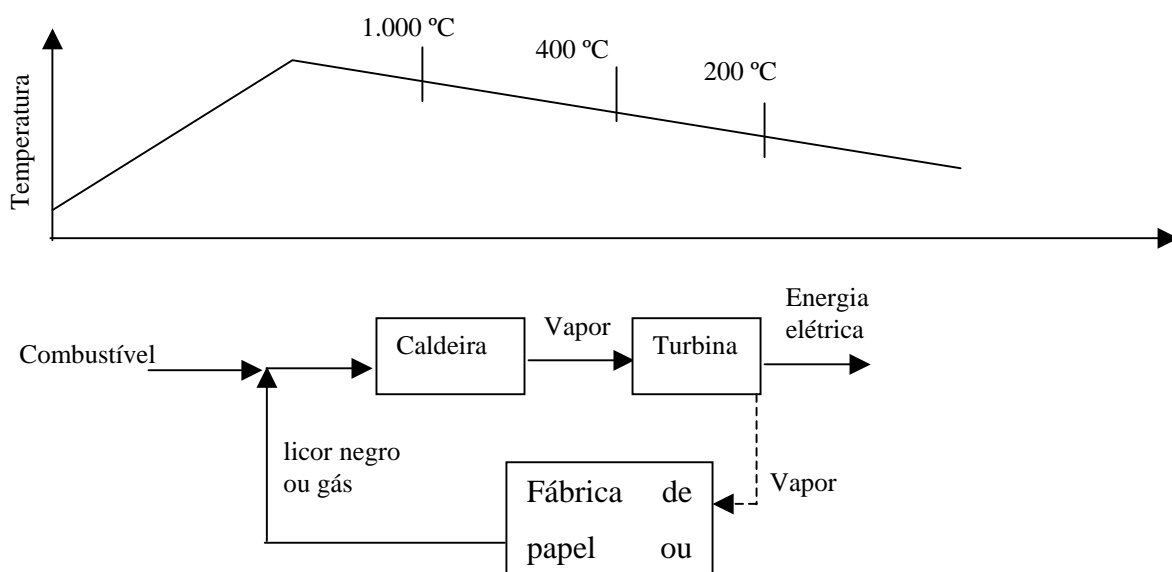 1.000 ºC
400 ºC
200 ºC
Temperatura
Energia
elétrica
Vapor
Combustível
Caldeira
Turbina
licor negro
ou gás
Vapor
Fábrica de
papel ou